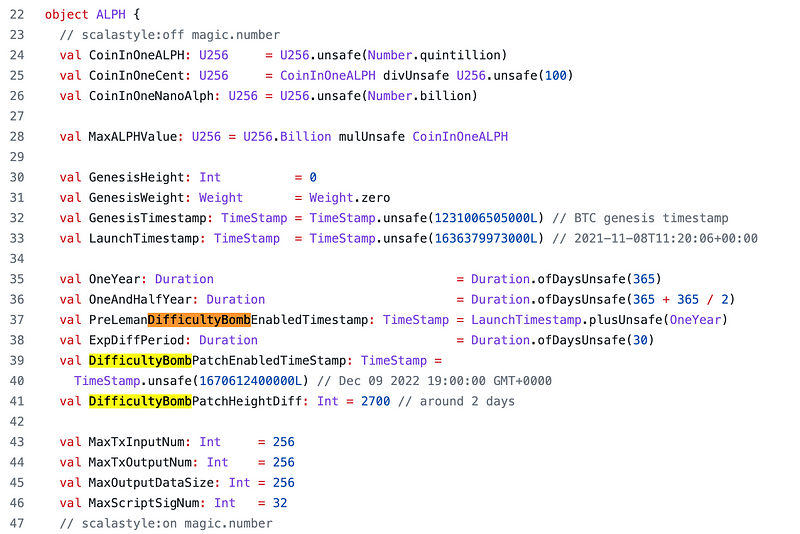 22 object ALPH {
23 // scalastyle:off magic.number
24 val CoinInOneALPH: U256 = U256.unsafe(Number.quintillion)
25 val CoinInOneCent: U256 = CoinInOneALPH divUnsafe U256.unsafe(100)
26 val CoinInOneNanoAlph: U256 = U256.unsafe(Number.billion)
27
28 val MaxALPHValue: U256 = U256.Billion mulUnsafe CoinInOneALPH
29
30 val GenesisHeight: Int = 0
31 val GenesisWeight: Weight = Weight.zero
32 val GenesisTimestamp: TimeStamp = TimeStamp.unsafe(1231006505000L) // BTC genesis timestamp
33 val LaunchTimestamp: TimeStamp = TimeStamp.unsafe(1636379973000L) // 2021-11-08T11:20:06+00:00
34
35 val OneYear: Duration = Duration.ofDaysUnsafe(365)
36 val OneAndHalfYear: Duration = Duration.ofDaysUnsafe(365 + 365 / 2)
37 val PreLemanDifficultyBombEnabledTimestamp: TimeStamp = LaunchTimestamp.plusUnsafe(OneYear)
38 val ExpDiffPeriod: Duration = Duration.ofDaysUnsafe(30)
39 val DifficultyBombPatchEnabledTimeStamp: TimeStamp =
40 TimeStamp.unsafe(1670612400000L) // Dec 09 2022 19:00:00 GMT+0000
41 val DifficultyBombPatchHeightDiff: Int = 2700 // around 2 days
42
43 val MaxTxInputNum: Int = 256
44 val MaxTxOutputNum: Int = 256
45 val MaxOutputDataSize: Int = 256
46 val MaxScriptSigNum: Int = 32
47 // scalastyle:on magic.number